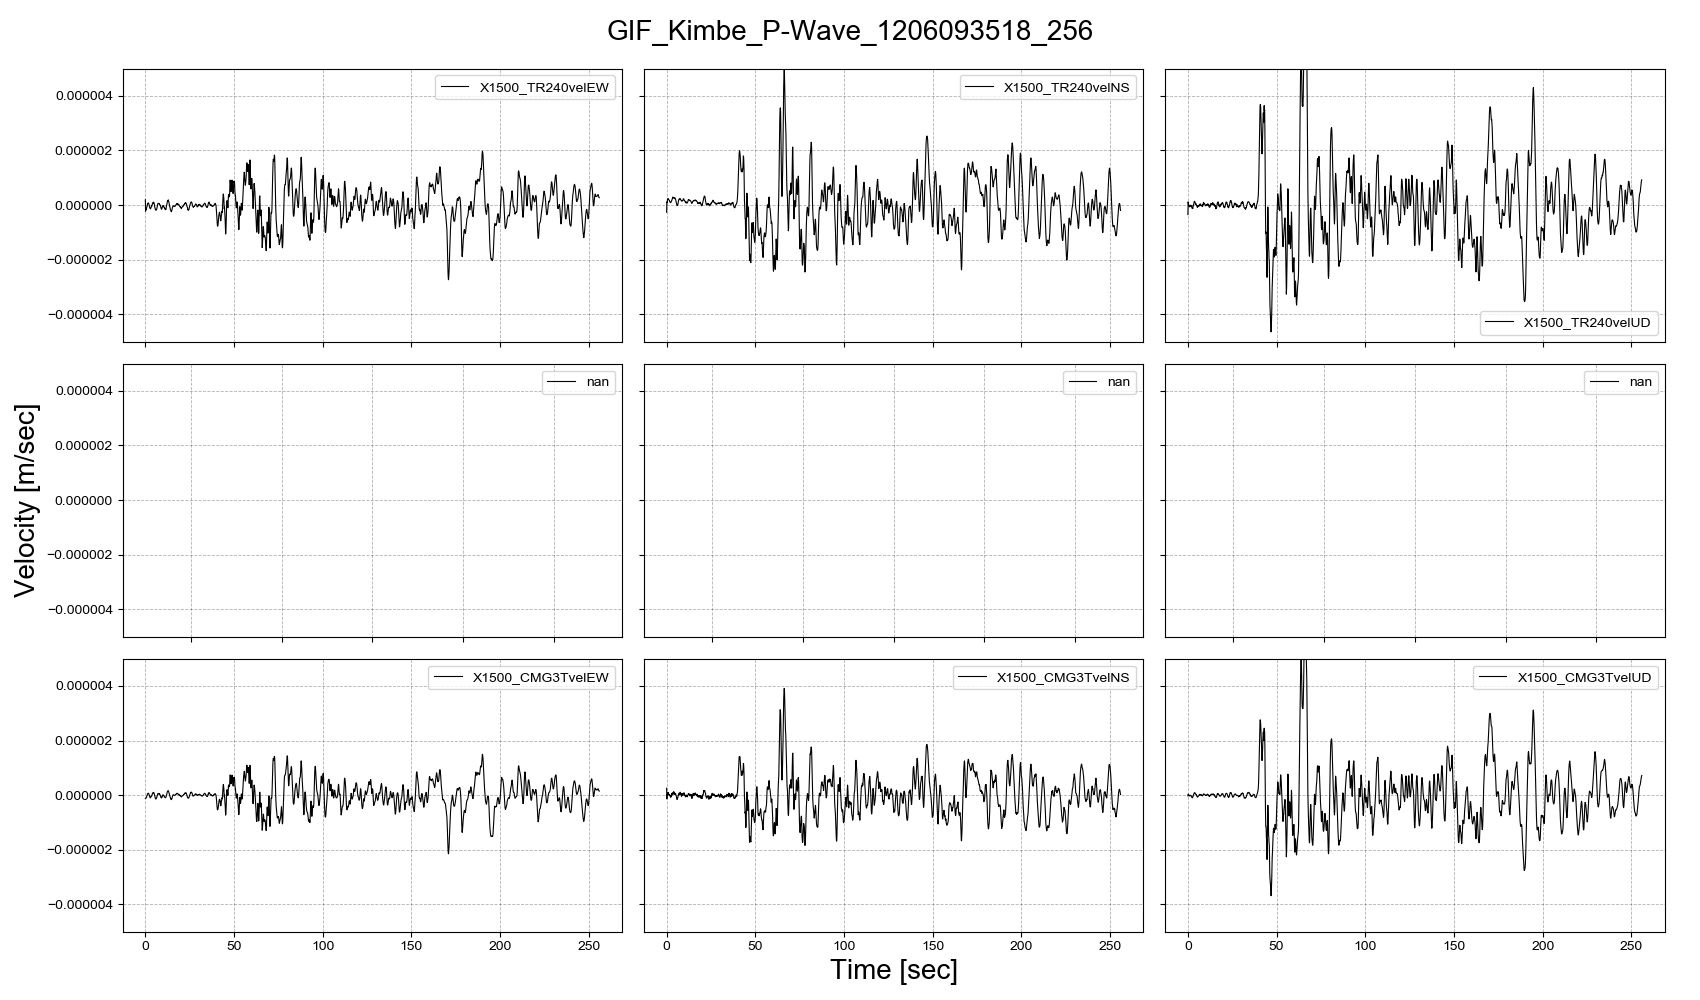 GIF_Kimbe_P-Wave_1206093518_256
X1500_TR240velEW
X1500_TR240velNS
X1500_TR240velUD
0.000004
0.000002
0.000000
−0.000002
−0.000004
nan
nan
nan
0.000004
0.000002
0.000000
−0.000002
−0.000004
Velocity [m/sec]
X1500_CMG3TvelEW
X1500_CMG3TvelNS
X1500_CMG3TvelUD
0.000004
0.000002
0.000000
−0.000002
−0.000004
0 50 100 150 200 250
0 50 100 150 200 250
0 50 100 150 200 250
Time [sec]